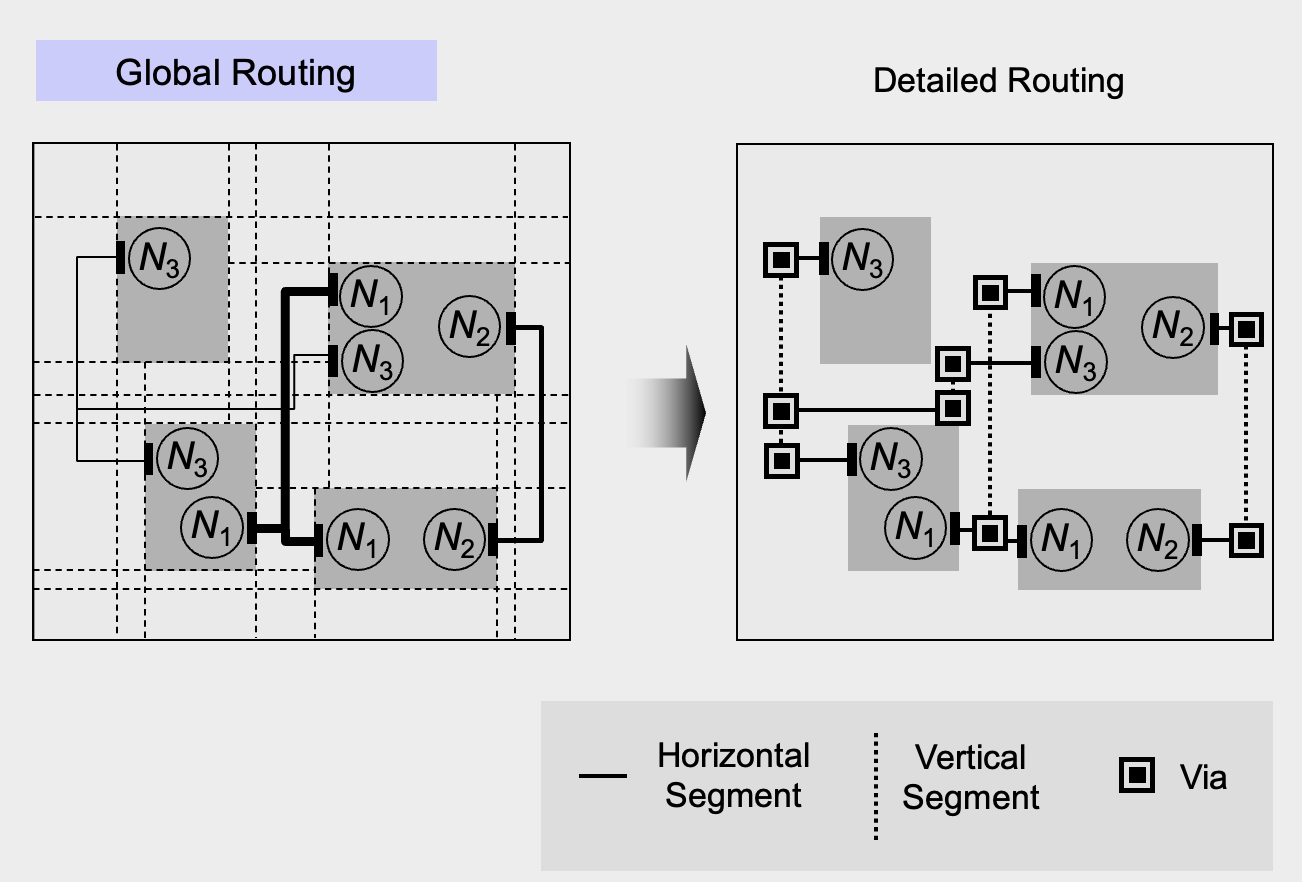 Global Routing
Detailed Routing
N3
N1
N2
N3
N3
N1
N1
N2
N3
N1
N2
N3
N3
N1
N1
N2
Horizontal
Segment
Vertical
Segment
Via